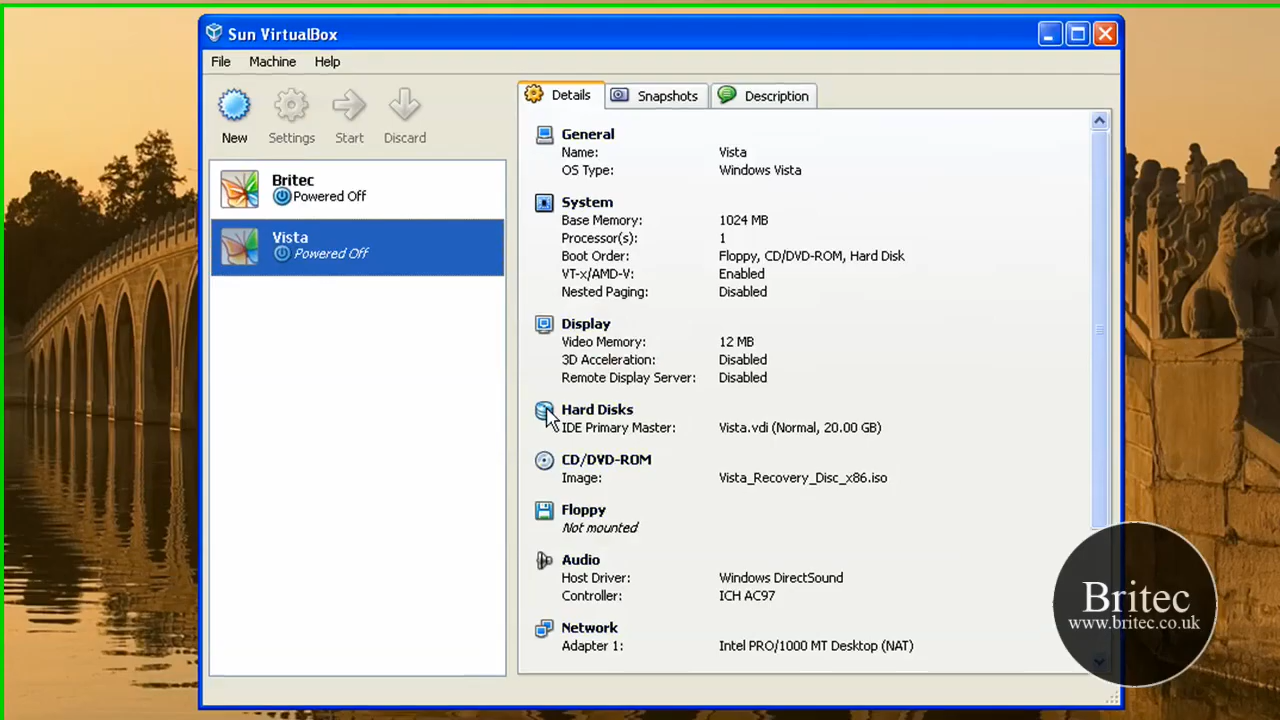 Sun VirtualBox
File Machine Help
New Settings Start Discard
Details Snapshots Description
Britec
Powered Off
Vista
Powered Off
General
Name: Vista
OS Type: Windows Vista
System
Base Memory: 1024 MB
Processor(s): 1
Boot Order: Floppy, CD/DVD-ROM, Hard Disk
VT-x/AMD-V: Enabled
Nested Paging: Disabled
Display
Video Memory: 12 MB
3D Acceleration: Disabled
Remote Display Server: Disabled
Hard Disks
IDE Primary Master: Vista.vdi (Normal, 20.00 GB)
CD/DVD-ROM
Image: Vista_Recovery_Disc_x86.iso
Floppy
Not mounted
Audio
Host Driver: Windows DirectSound
Controller: ICH AC97
Network
Adapter 1: Intel PRO/1000 MT Desktop (NAT)
Britec
www.britec.co.uk